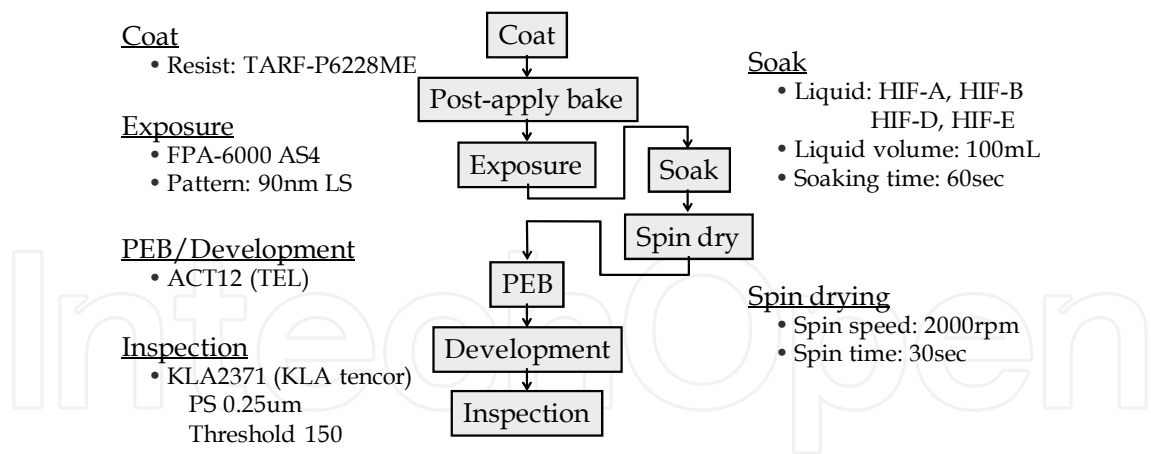 Coat
• Resist: TARF-P6228ME
Exposure
• FPA-6000 AS4
• Pattern: 90nm LS
PEB/Development
• ACT12 (TEL)
Inspection
• KLA2371 (KLA tencor)
PS 0.25um
Threshold 150
Coat
Post-apply bake
Exposure
Soak
Spin dry
PEB
Development
Inspection
Soak
• Liquid: HIF-A, HIF-B
HIF-D, HIF-E
• Liquid volume: 100mL
• Soaking time: 60sec
Spin drying
• Spin speed: 2000rpm
• Spin time: 30sec
IntechOpen